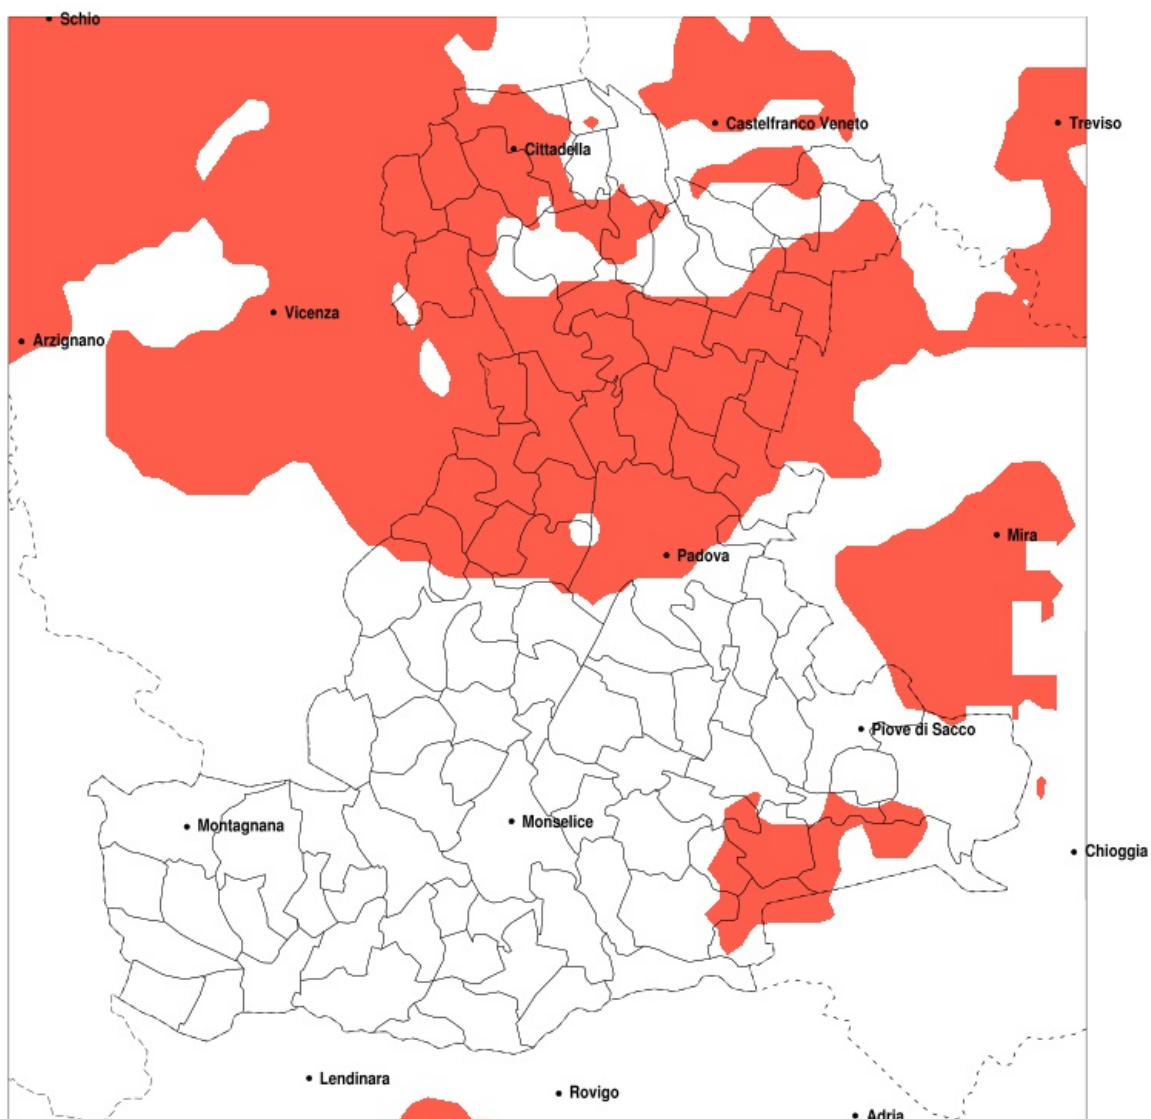 Schio
Castelfranco Veneto
Treviso
Cittadella
Vicenza
Arzignano
Mira
Padova
Piove di Sacco
Montagnana
Monselice
Chioggia
Lendinara
Rovigo
Adria